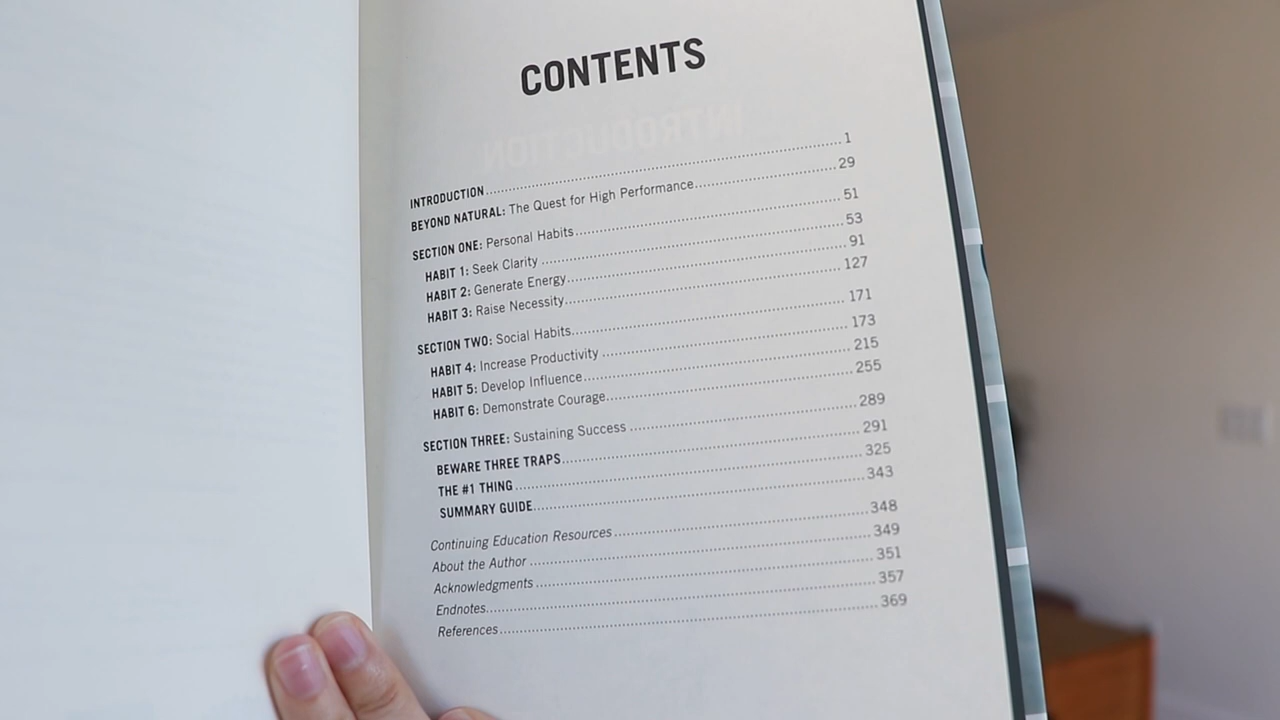 CONTENTS
INTRODUCTION
INTRODUCTION........1
BEYOND NATURAL: The Quest for High Performance........29
SECTION ONE: Personal Habits........51
HABIT 1: Seek Clarity........53
HABIT 2: Generate Energy........91
HABIT 3: Raise Necessity........127
SECTION TWO: Social Habits........171
HABIT 4: Increase Productivity........173
HABIT 5: Develop Influence........215
HABIT 6: Demonstrate Courage........255
SECTION THREE: Sustaining Success........289
BEWARE THREE TRAPS........291
THE #1 THING........325
SUMMARY GUIDE........343
Continuing Education Resources........348
About the Author........349
Acknowledgments........351
Endnotes........357
References........369